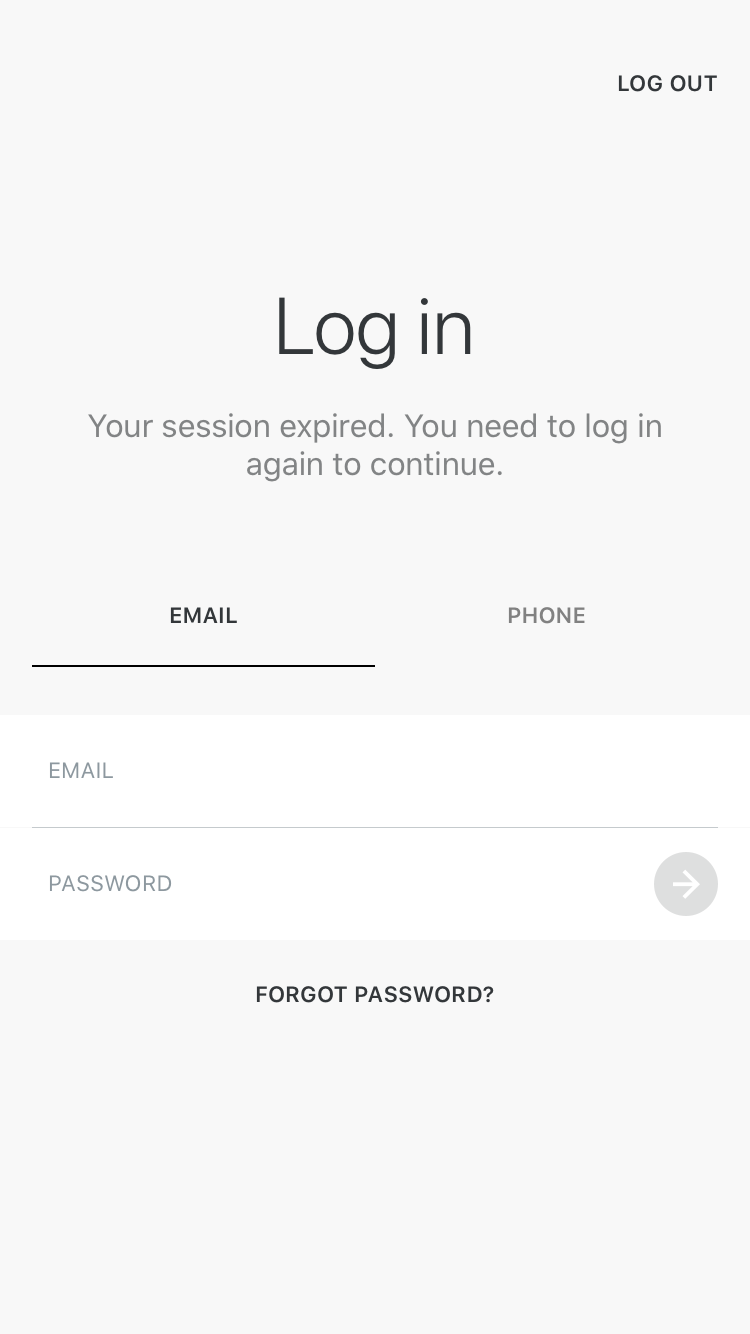 LOG OUT
Log in
Your session expired. You need to log in
again to continue.
EMAIL
PHONE
EMAIL
PASSWORD
FORGOT PASSWORD?